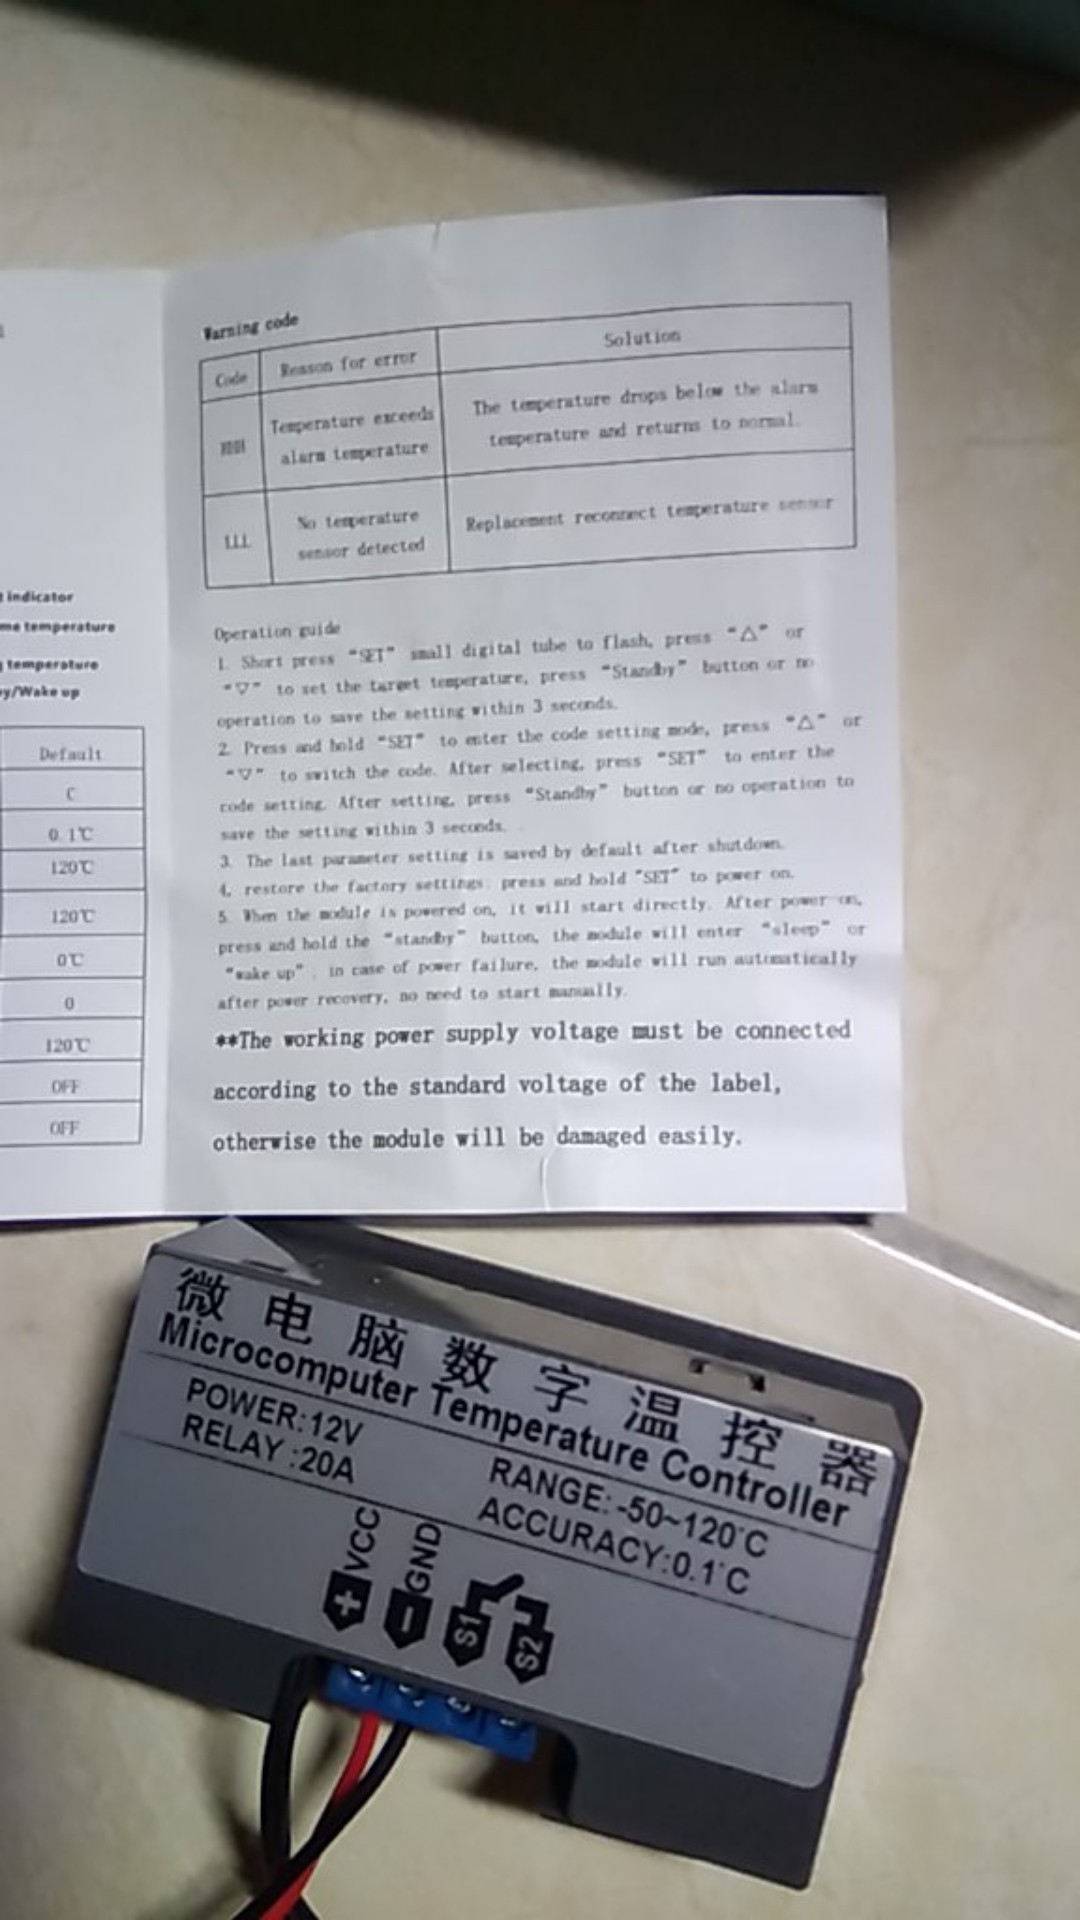 t indicator
me temperature
temperature
y/Wake up
Default
C
0.1℃
120℃
120℃
0℃
0
120℃
OFF
OFF
Warning code
Code Reason for error Solution
Temperature exceeds alarm temperature The temperature drops below the alarm temperature and returns to normal.
LLL No temperature sensor detected Replacement reconnect temperature sensor
Operation guide
1. Short press “SET” small digital tube to flash, press “△” or
“▽” to set the target temperature, press “Standby” button or no
operation to save the setting within 3 seconds.
2. Press and hold “SET” to enter the code setting mode, press “△” or
“▽” to switch the code. After selecting, press “SET” to enter the
code setting. After setting, press “Standby” button or no operation to
save the setting within 3 seconds.
3. The last parameter setting is saved by default after shutdown.
4. restore the factory settings: press and hold "SET" to power on.
5. When the module is powered on, it will start directly. After power on,
press and hold the “standby” button, the module will enter “sleep” or
“wake up”. in case of power failure, the module will run automatically
after power recovery, no need to start manually.
**The working power supply voltage must be connected
according to the standard voltage of the label,
otherwise the module will be damaged easily.
微电脑数字温控器
Microcomputer Temperature Controller
POWER:12V
RELAY:20A
RANGE:-50~120°C
ACCURACY:0.1°C
+ VCC
- GND
S1
S2